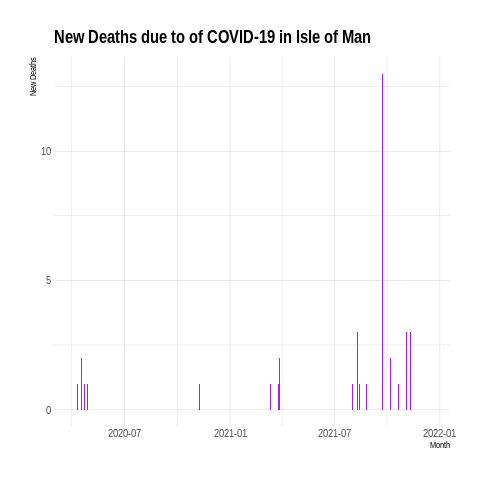 New Deaths due to of COVID-19 in Isle of Man
New Deaths
10
5
0
2020-07
2021-01
2021-07
2022-01
Month